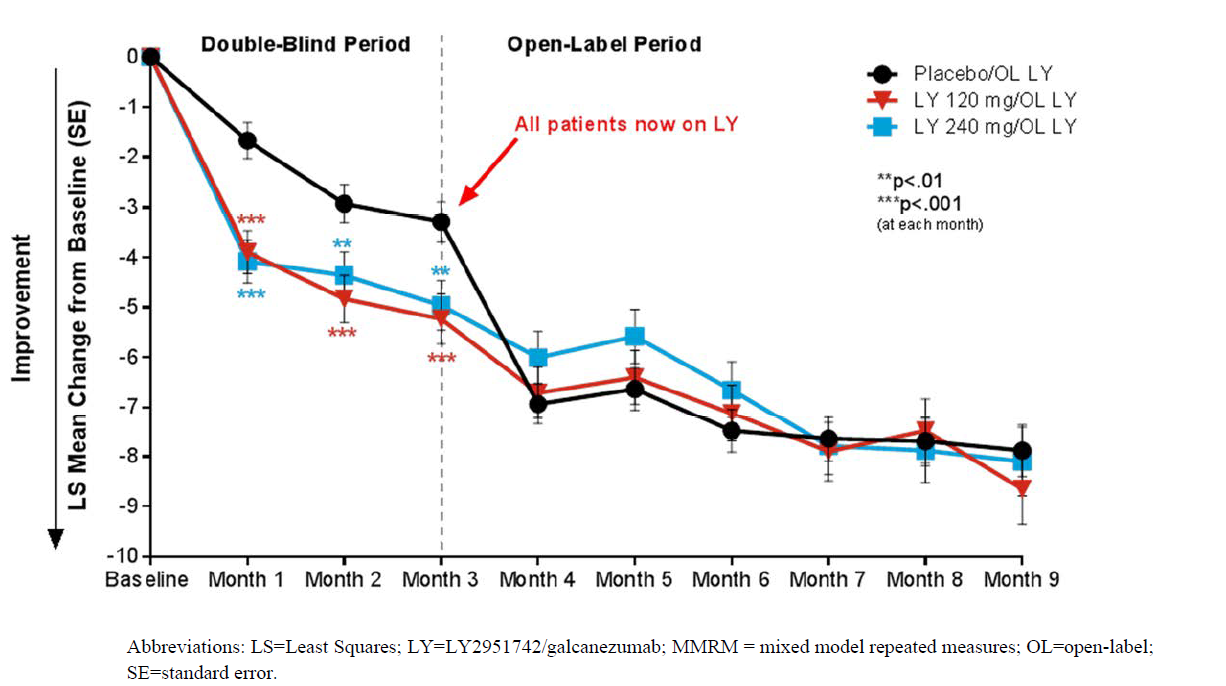 Double-Blind Period
Open-Label Period
Placebo/OL LY
LY 120 mg/OL LY
LY 240 mg/OL LY
**p<.01
***p<.001
(at each month)
All patients now on LY
Improvement
LS Mean Change from Baseline (SE)
0
-1
-2
-3
-4
-5
-6
-7
-8
-9
-10
***
***
**
***
**
***
Baseline Month 1 Month 2 Month 3 Month 4 Month 5 Month 6 Month 7 Month 8 Month 9
Abbreviations: LS=Least Squares; LY=LY2951742/galcanezumab; MMRM = mixed model repeated measures; OL=open-label;
SE=standard error.